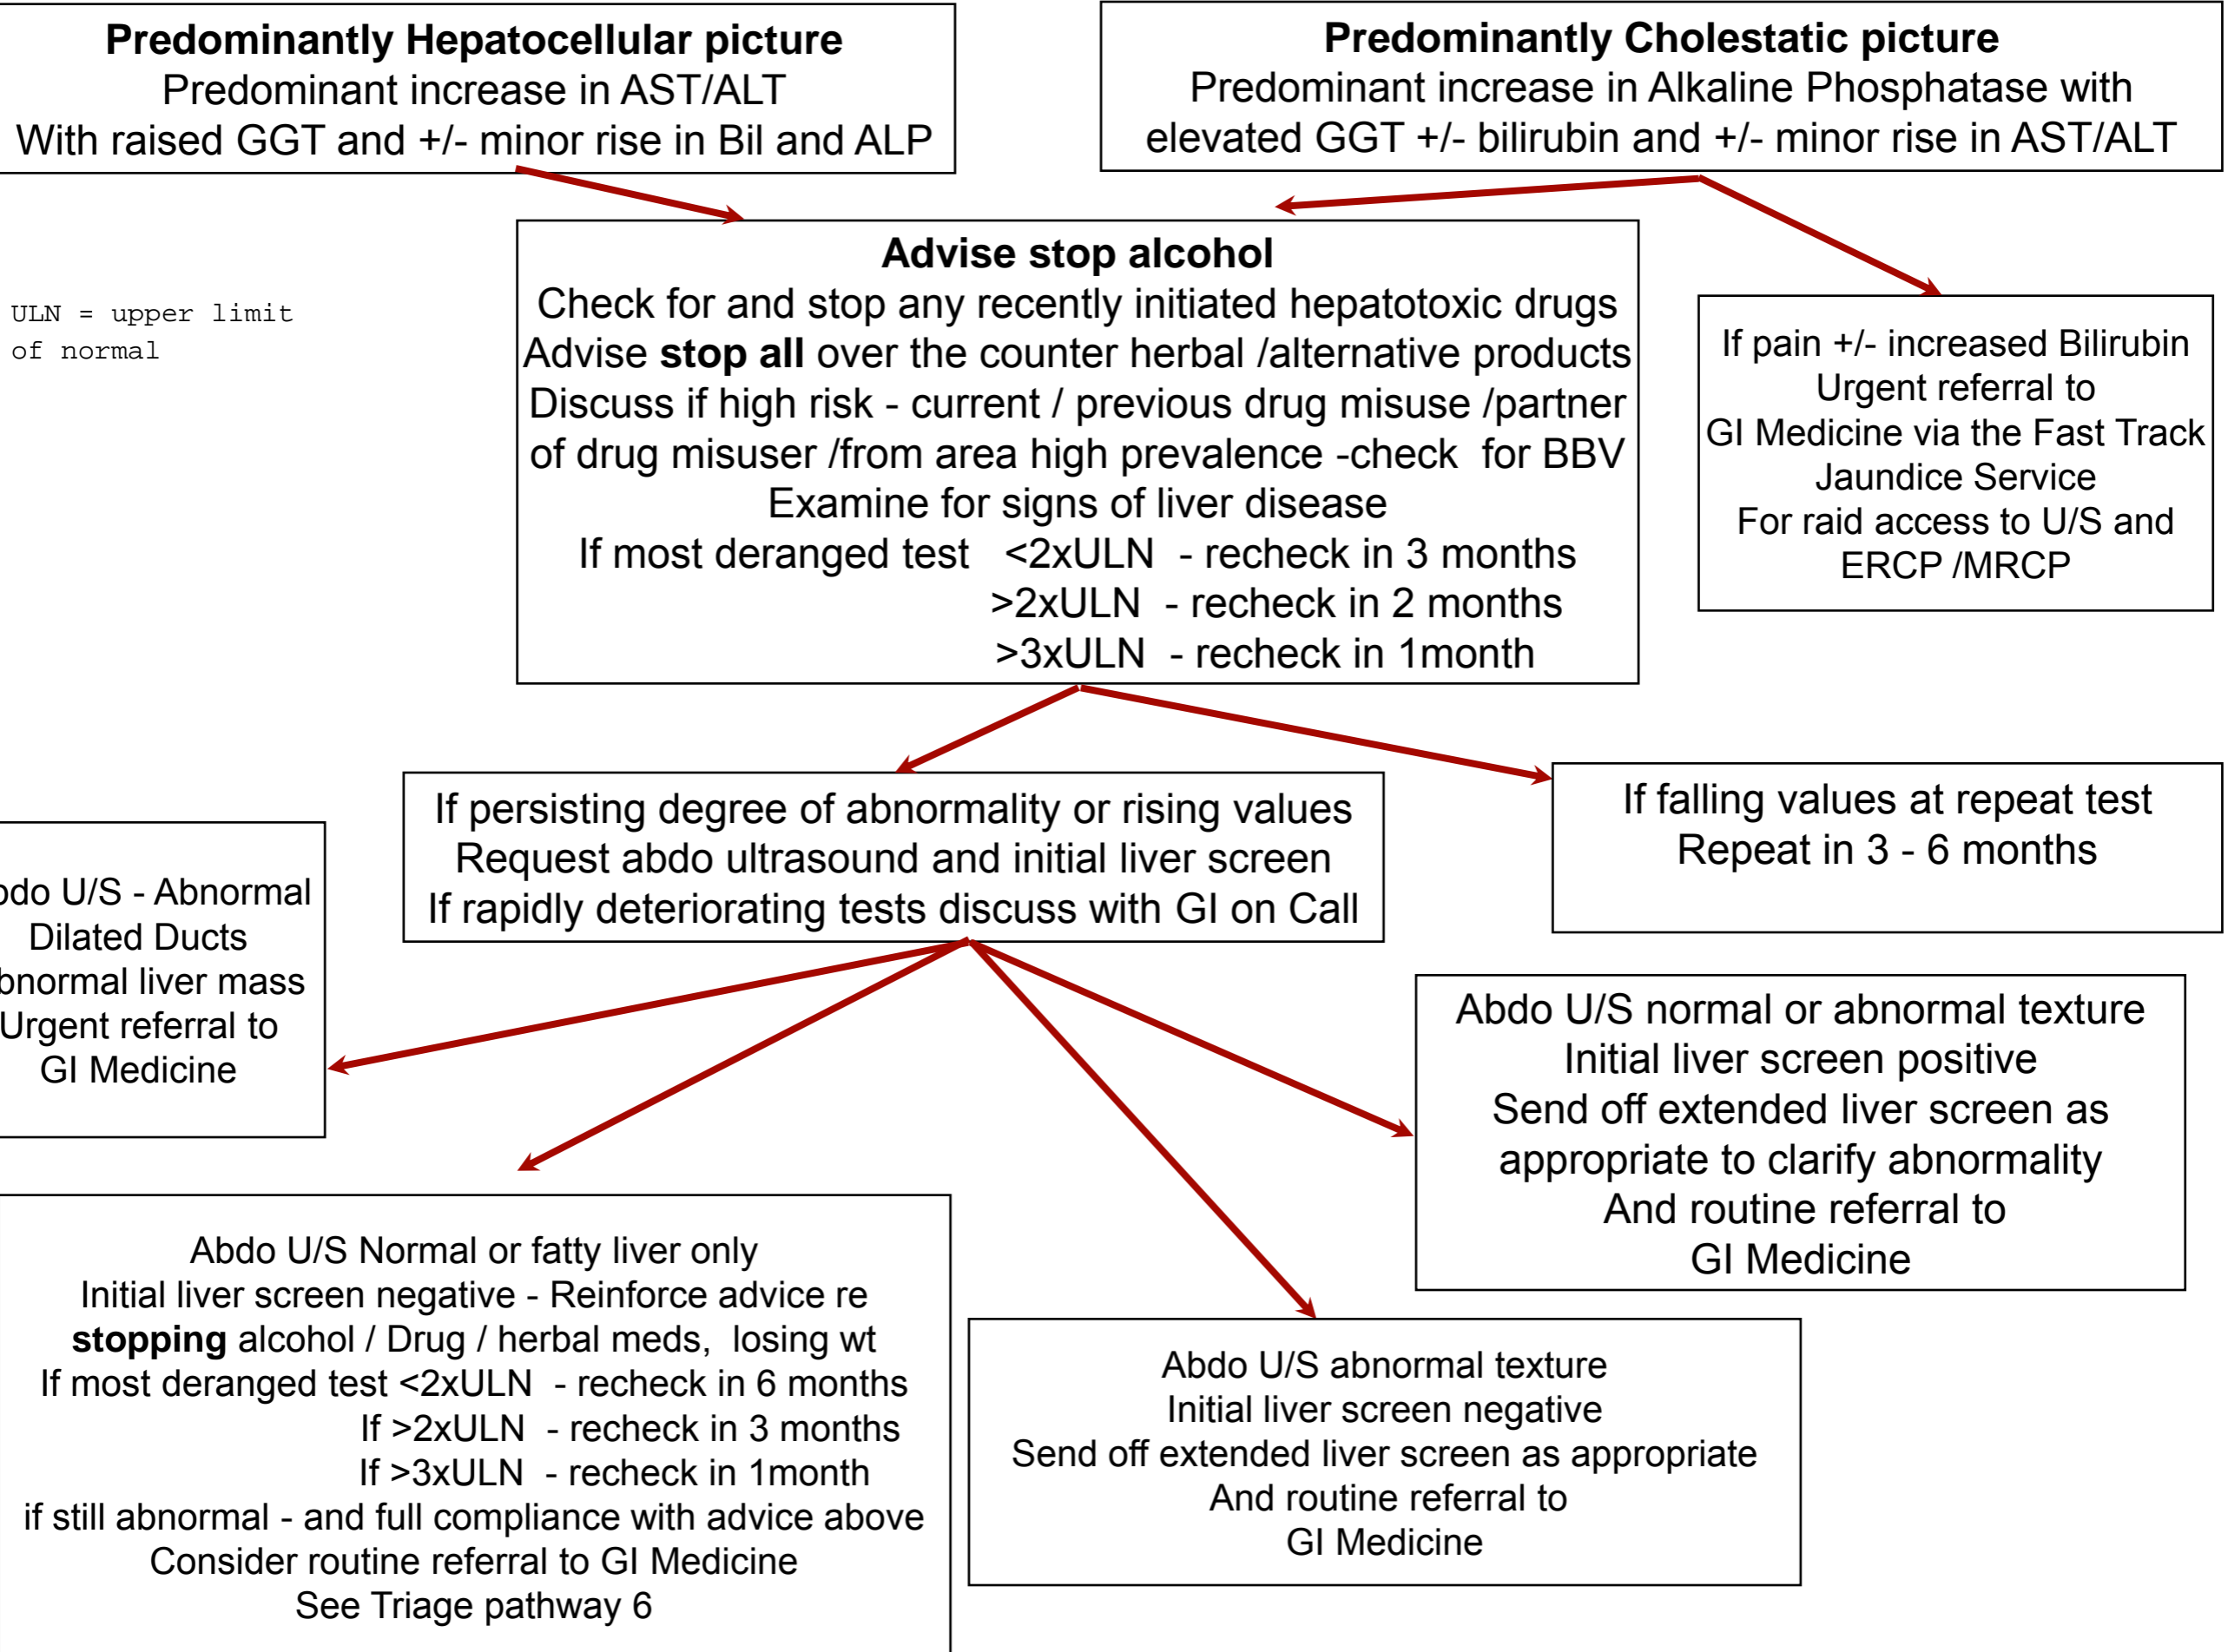 Predominantly Hepatocellular picture
Predominant increase in AST/ALT
With raised GGT and +/- minor rise in Bil and ALP
Predominantly Cholestatic picture
Predominant increase in Alkaline Phosphatase with
elevated GGT +/- bilirubin and +/- minor rise in AST/ALT
ULN = upper limit
of normal
Advise stop alcohol
Check for and stop any recently initiated hepatotoxic drugs
Advise stop all over the counter herbal /alternative products
Discuss if high risk - current / previous drug misuse /partner
of drug misuser /from area high prevalence -check for BBV
Examine for signs of liver disease
If most deranged test <2xULN - recheck in 3 months
>2xULN - recheck in 2 months
>3xULN - recheck in 1month
If pain +/- increased Bilirubin
Urgent referral to
GI Medicine via the Fast Track
Jaundice Service
For raid access to U/S and
ERCP /MRCP
If persisting degree of abnormality or rising values
Request abdo ultrasound and initial liver screen
If rapidly deteriorating tests discuss with GI on Call
If falling values at repeat test
Repeat in 3 - 6 months
U/S - Abnormal
Dilated Ducts
liver mass
Urgent referral to
GI Medicine
Abdo U/S normal or abnormal texture
Initial liver screen positive
Send off extended liver screen as
appropriate to clarify abnormality
And routine referral to
GI Medicine
Abdo U/S Normal or fatty liver only
Initial liver screen negative - Reinforce advice re
stopping alcohol / Drug / herbal meds, losing wt
If most deranged test <2xULN - recheck in 6 months
If >2xULN - recheck in 3 months
If >3xULN - recheck in 1month
if still abnormal - and full compliance with advice above
Consider routine referral to GI Medicine
See Triage pathway 6
Abdo U/S abnormal texture
Initial liver screen negative
Send off extended liver screen as appropriate
And routine referral to
GI Medicine